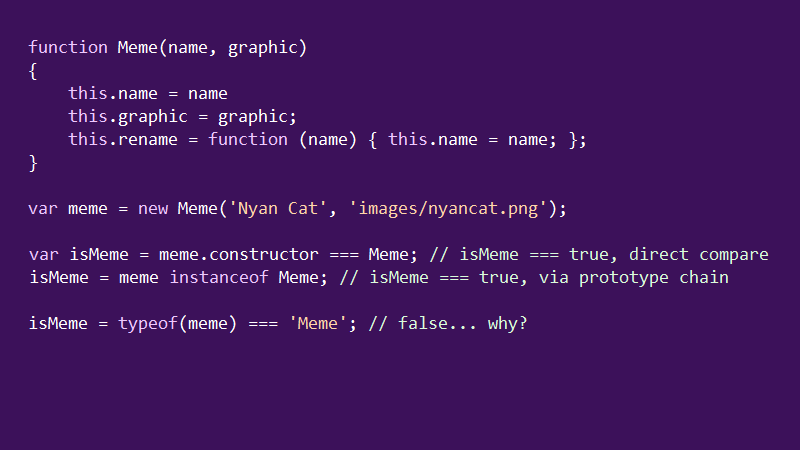 function Meme(name, graphic)
{
    this.name = name
    this.graphic = graphic;
    this.rename = function (name) { this.name = name; };
}
var meme = new Meme('Nyan Cat', 'images/nyancat.png');
var isMeme = meme.constructor === Meme; // isMeme === true, direct compare
isMeme = meme instanceof Meme; // isMeme === true, via prototype chain
isMeme = typeof(meme) === 'Meme'; // false... why?